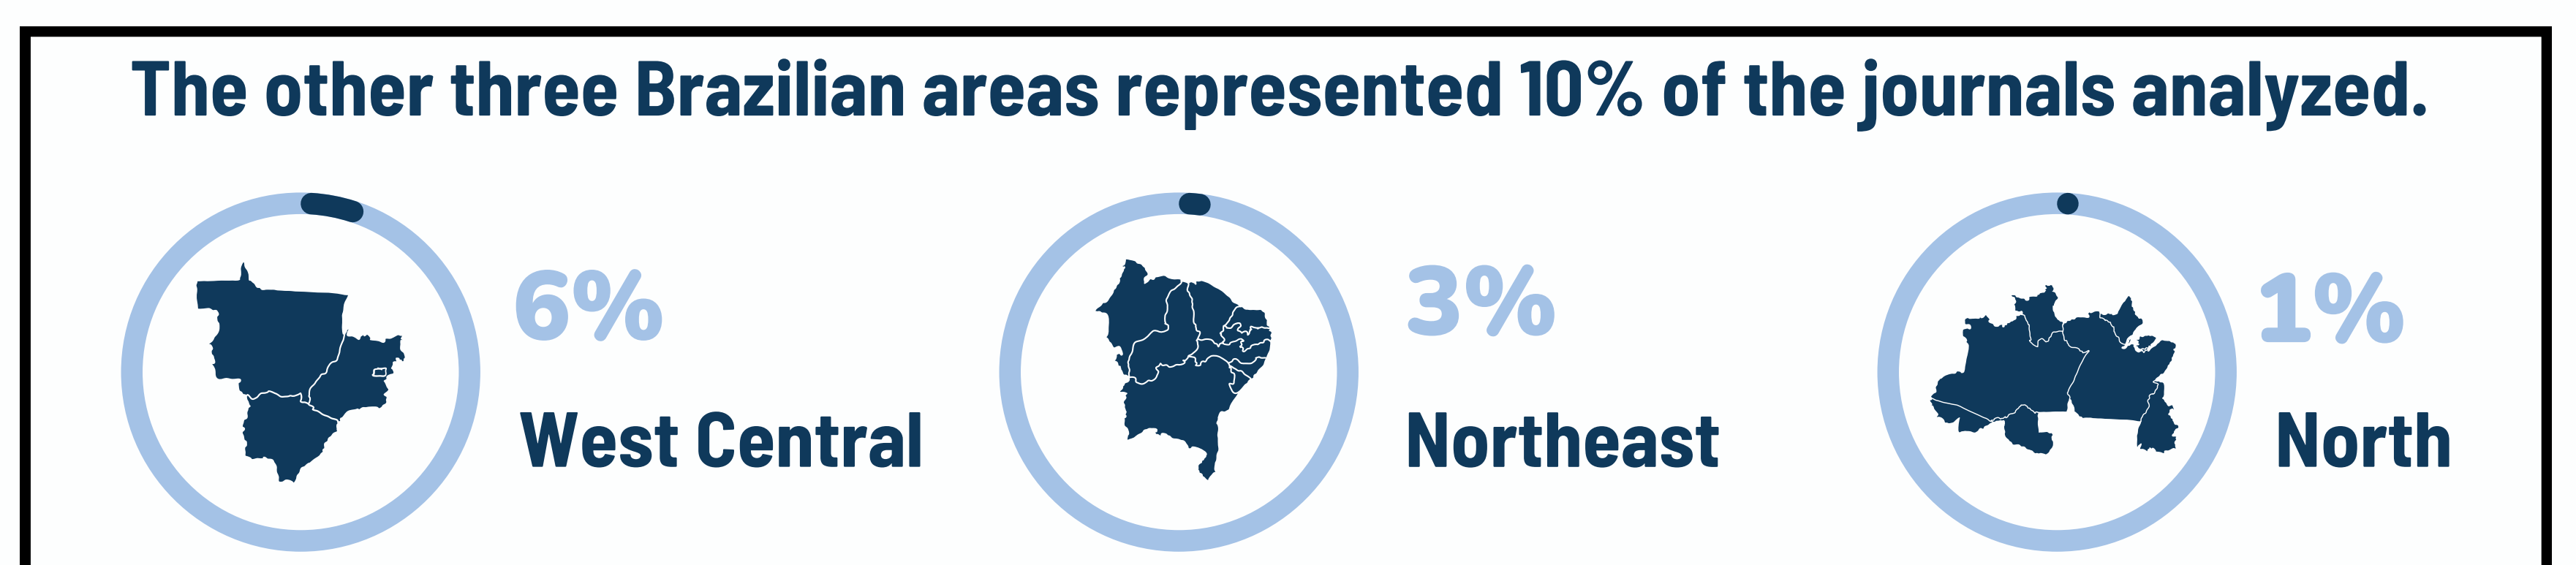 The other three Brazilian areas represented 10% of the journals analyzed.
6%
West Central
3%
Northeast
1%
North